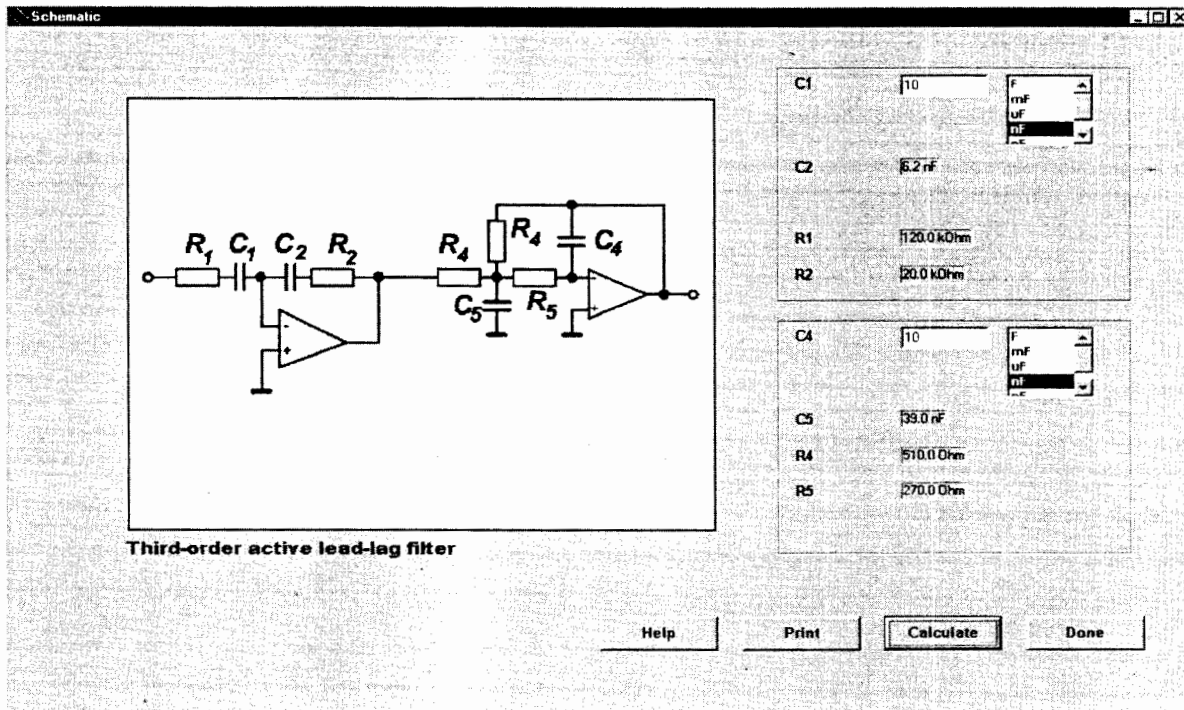 Schematic
R1 C1 C2 R2 R4 R4 C4
C5 R5
- +
- +
Third-order active lead-lag filter
C1 10 F
mF
uF
nF
C2 6.2 nF
R1 120.0 kOhm
R2 20.0 kOhm
C4 10 F
mF
uF
nF
C5 39.0 nF
R4 510.0 Ohm
R5 270.0 Ohm
Help Print Calculate Done